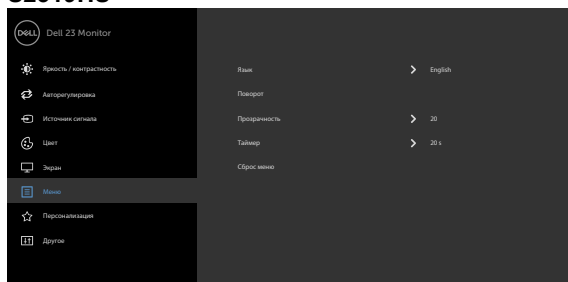 DELL Dell 23 Monitor
Яркость / контрастность
Авторегулировка
Источник сигнала
Цвет
Экран
Меню
Персонализация
Другое
Язык English
Поворот
Прозрачность 20
Таймер 20 s
Сброс меню